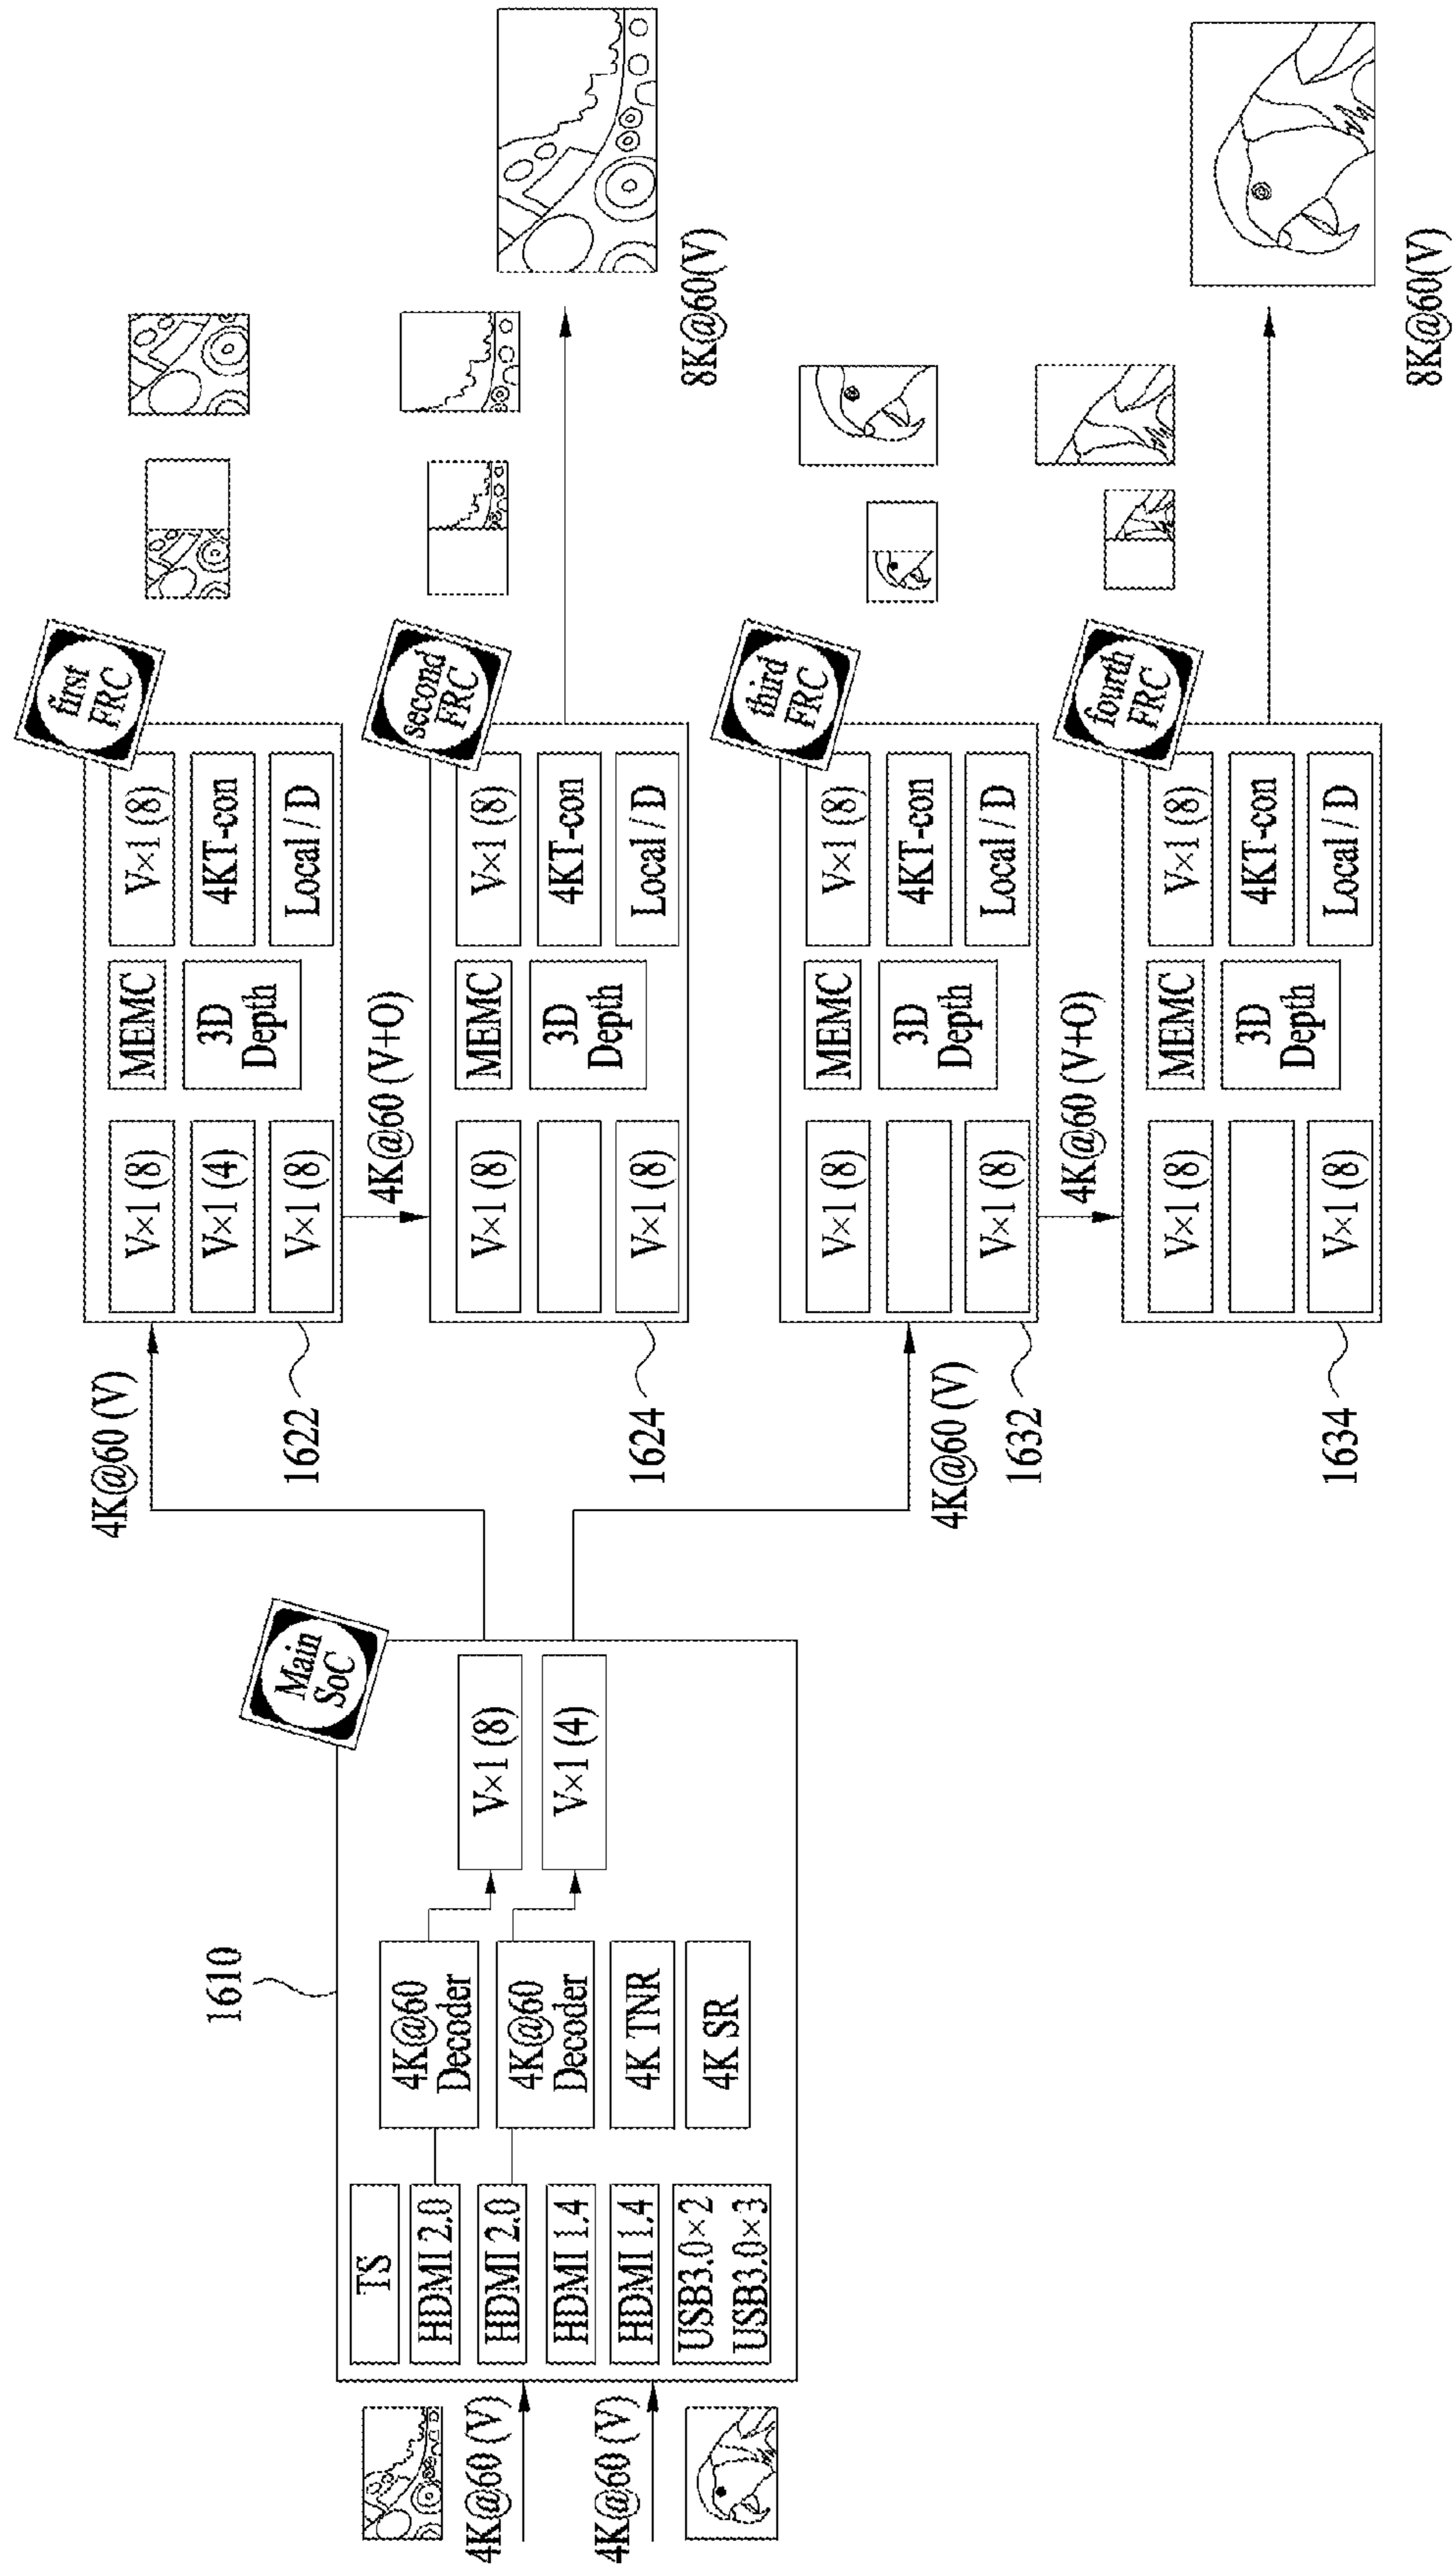 4K@60 (V)
4K@60 (V)
1610
Main
SoC
TS
HDMI 2.0
HDMI 2.0
HDMI 1.4
HDMI 1.4
USB3.0×2
USB3.0×3
4K@60
Decoder
4K@60
Decoder
4K TNR
4K SR
V×1 (8)
V×1 (4)
4K@60 (V)
1622
first
FRC
V×1 (8)
V×1 (4)
V×1 (8)
MEMC
3D
Depth
V×1 (8)
4KT-con
Local / D
4K@60 (V+O)
1624
second
FRC
V×1 (8)
V×1 (8)
MEMC
3D
Depth
V×1 (8)
4KT-con
Local / D
8K@60(V)
4K@60 (V)
1632
third
FRC
V×1 (8)
V×1 (8)
MEMC
3D
Depth
V×1 (8)
4KT-con
Local / D
4K@60 (V+O)
1634
fourth
FRC
V×1 (8)
V×1 (8)
MEMC
3D
Depth
V×1 (8)
4KT-con
Local / D
8K@60(V)